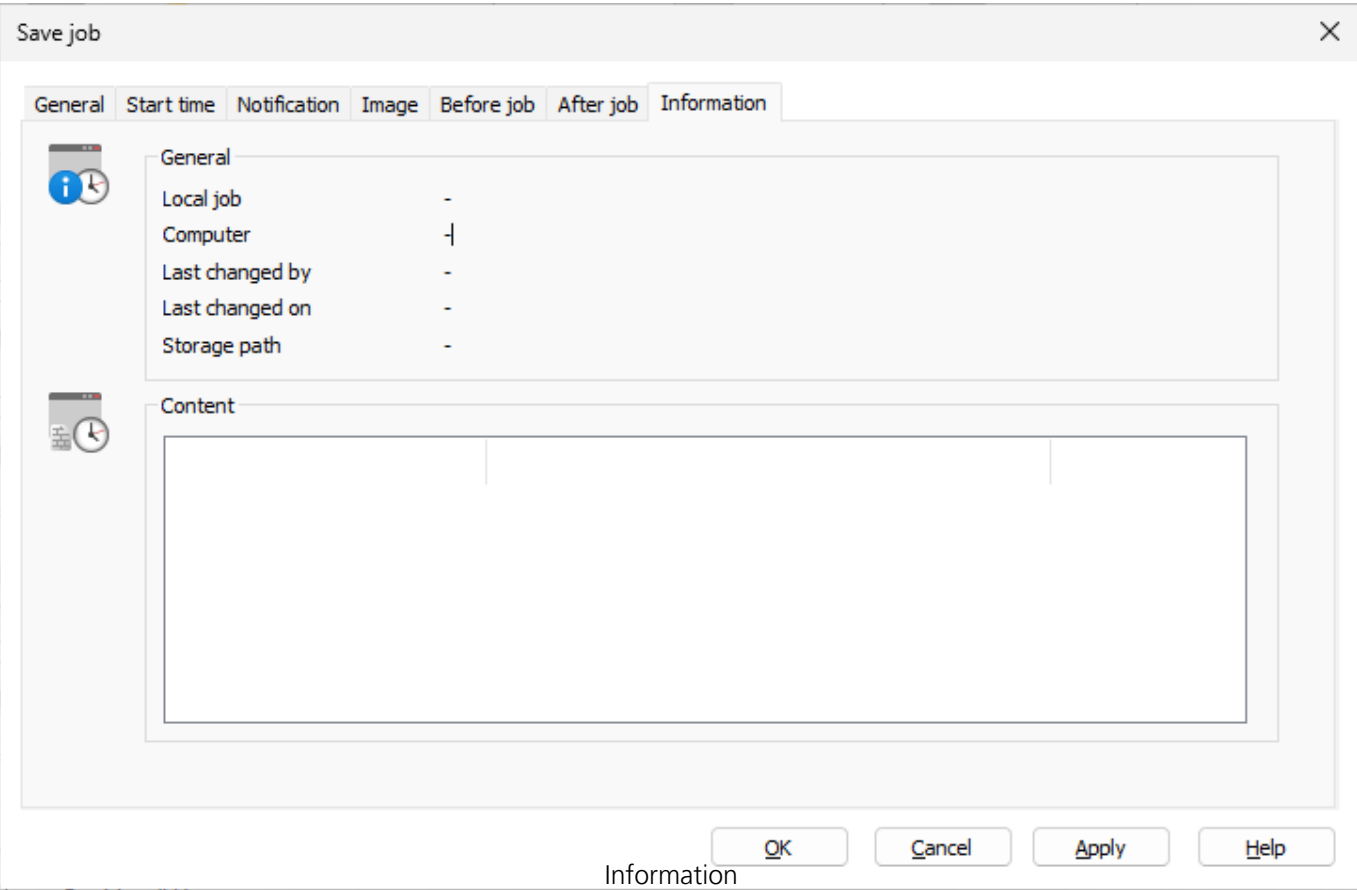 Save job
General Start time Notification Image Before job After job Information
General
Local job -
Computer -
Last changed by -
Last changed on -
Storage path -
Content
OK Cancel Apply Help
Information